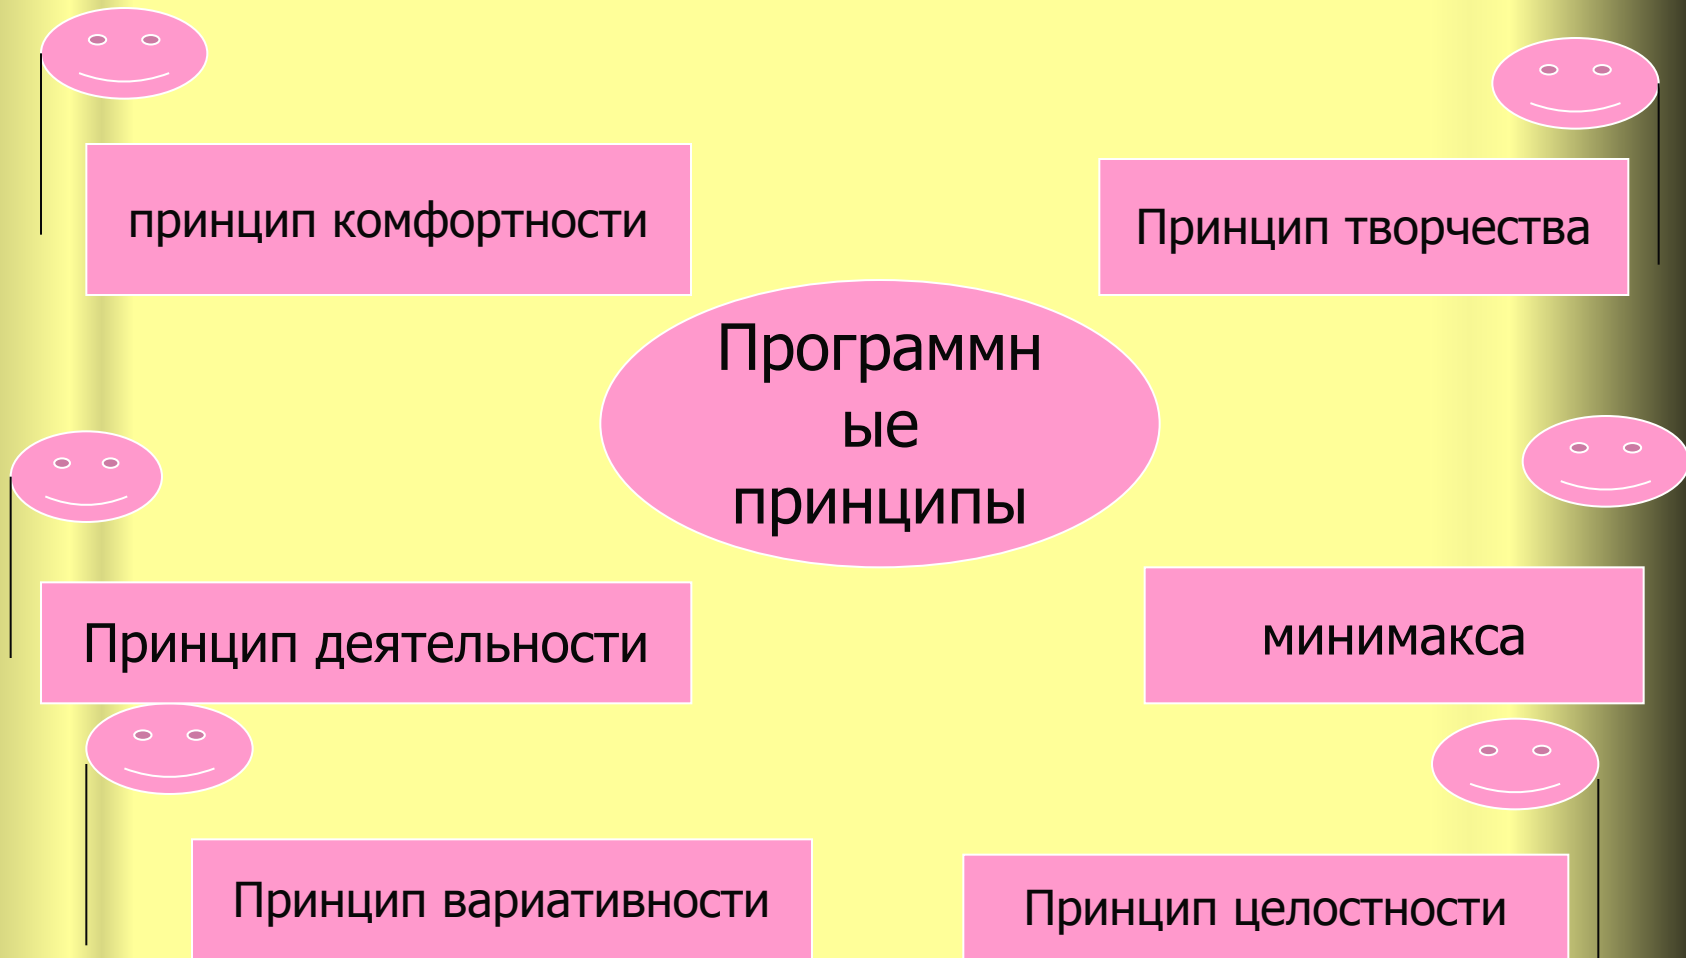 принцип комфортности
Принцип творчества
Программн
ые
принципы
Принцип деятельности
минимакса
Принцип вариативности
Принцип целостности